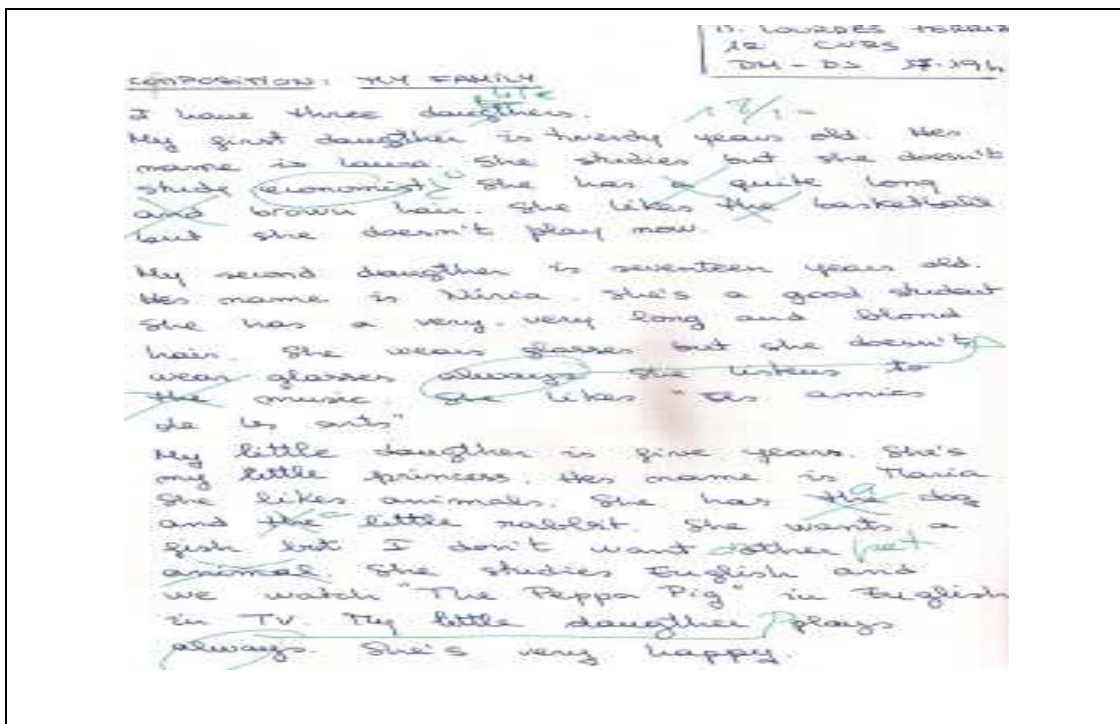 LOURDES
1R CURS
COMPOSITION: MY FAMILY
I have three daugthers.
My first daugther is twendy years old. Her
name is Laura. She studies but she doesn't
study economist. She has a quite long
and brown hair. She likes the basketball
but she doesn't play now.
My second daugther is seventeen years old.
Her name is Núria. She's a good student
She has a very, very long and blond
hair. She wears glasses but she doesn't
wear glasses always she listens to
the music. She likes "Els amics
de les arts"
My little daugther is five years. She's
my little princess. Her name is Maria
She likes animals. She has the a dog
and the a little rabbit. She wants a
fish but I don't want other pet
animal. She studies English and
we watch "The Peppa Pig" in English
in TV. My little daugther plays
always. She's very happy.